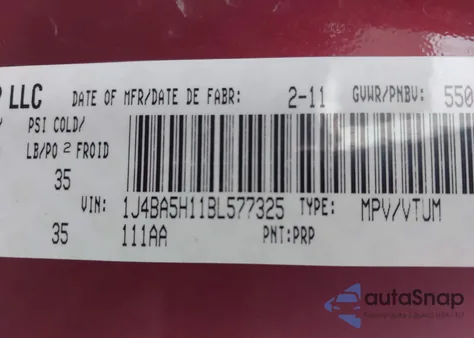 LLC DATE OF MFR/DATE DE FABR: 2-11 GVWR/PNBV: 550
PSI COLD/
LB/PO 2 FROID
35
VIN: 1J4BA5H11BL577325 TYPE: MPV/VTUM
35 111AA PNT:PRP
autaSnap